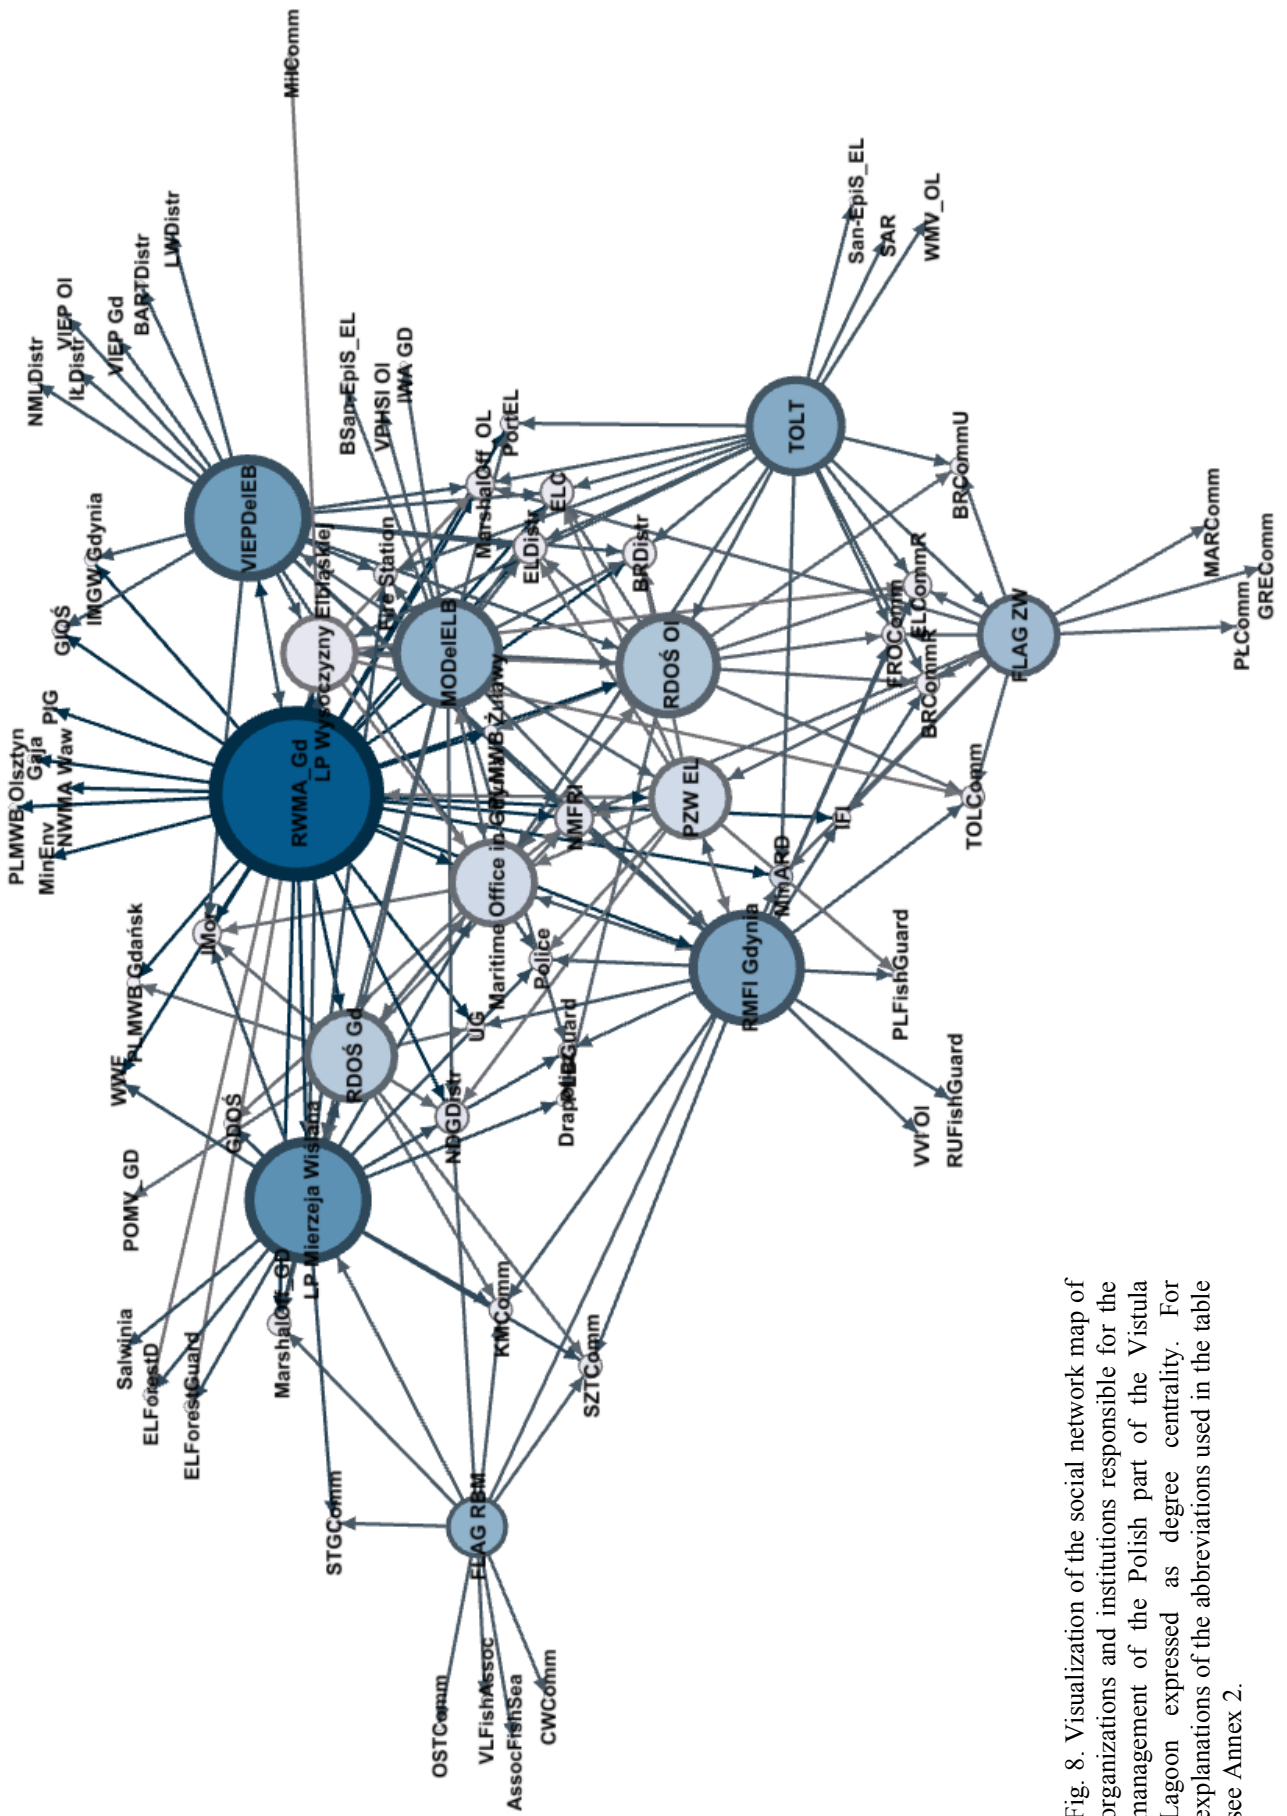 PLMWB Olsztyn
MinEnv
Gaja
NWMA Waw
PIG
GIOŚ
NMLDistr
VIEP Ol
IŁDistr
VIEP Gd
BARTDistr
LWDistr
IMGW Gdynia
MilComm
WWF
PLMWB Gdańsk
POMV_GD
Salwinia
ELForestD
ELForestGuard
IMor
GDOŚ
VIEPDelEB
RWMA_Gd
LP Wysoczyzny Elbląskiej
LP Mierzeja Wiślana
MarshalOff_GD
STGComm
RDOŚ Gd
BSan-EpiS_EL
VPHSI Ol
IWA GD
Fire Station
MODelELB
OSTComm
NDGDistr
UG
FLAG RBM
VLFishAssoc
AssocFishSea
CWComm
KMComm
Maritime Office in Gdynia
PLMWB Żuławy
MarshalOff_OL
PortEL
ELDistr
ELC
Police
NMFRI
SZTComm
BRDistr
RDOŚ Ol
PZW EL
RMFI Gdynia
MinARD
TOLT
IFI
San-EpiS_EL
SAR
WMV_OL
FROComm
ELCommR
BRCommR
PLFishGuard
VVI Ol
RUFishGuard
BRCommU
TOLComm
FLAG ZW
MARComm
PŁComm
GREComm
Fig. 8. Visualization of the social network map of
organizations and institutions responsible for the
management of the Polish part of the Vistula
Lagoon expressed as degree centrality. For
explanations of the abbreviations used in the table
see Annex 2.